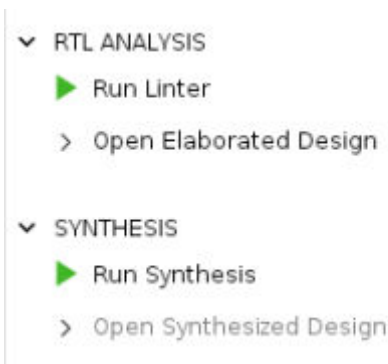 RTL ANALYSIS
Run Linter
Open Elaborated Design
SYNTHESIS
Run Synthesis
Open Synthesized Design